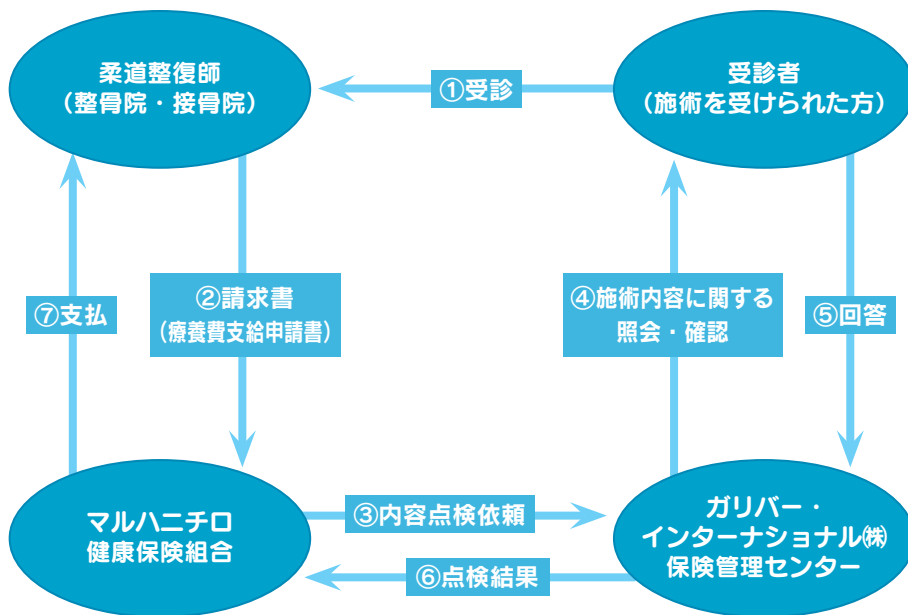 柔道整復師
（整骨院・接骨院）
①受診
受診者
（施術を受けられた方）
⑦支払
②請求書
（療養費支給申請書）
④施術内容に関する
照会・確認
⑤回答
マルハニチロ
健康保険組合
③内容点検依頼
⑥点検結果
ガリバー・
インターナショナル㈱
保険管理センター